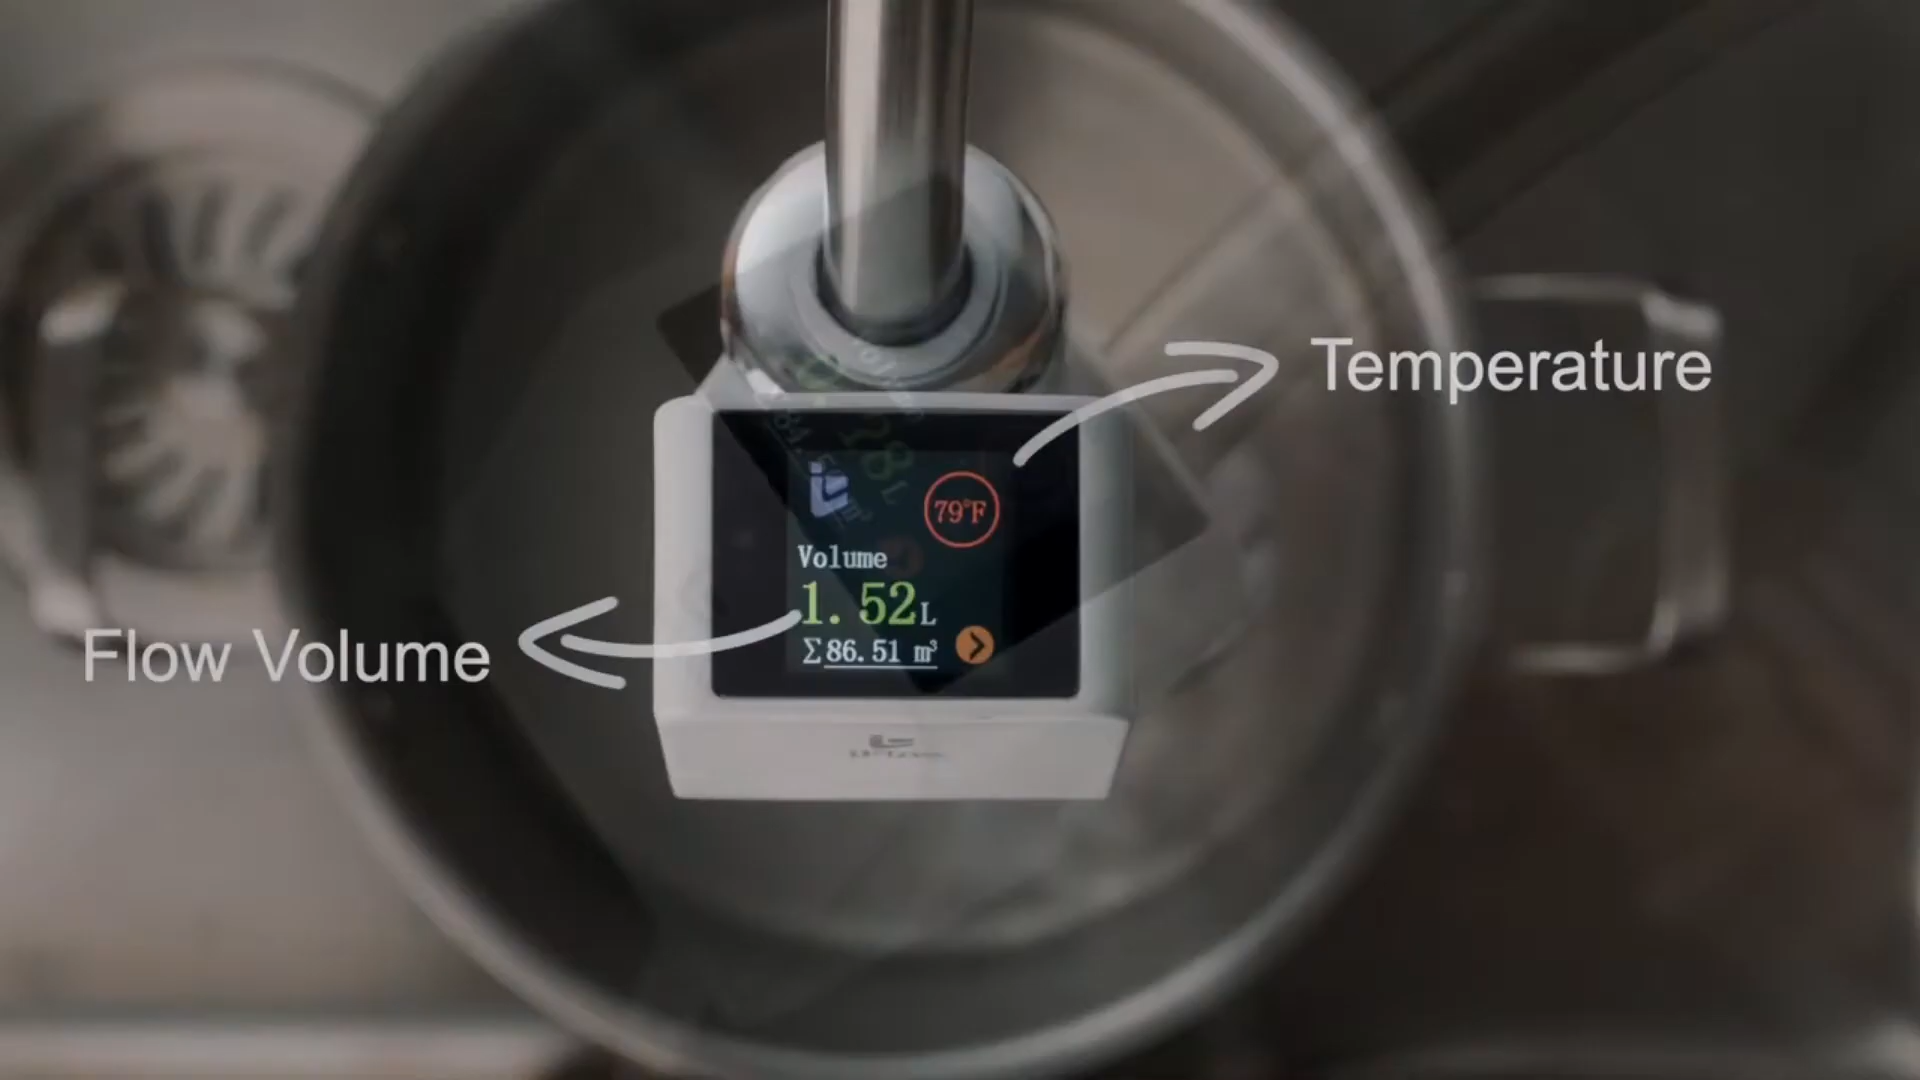 Temperature
79°F
Volume
1.52L
Flow Volume
Σ86.51 m³